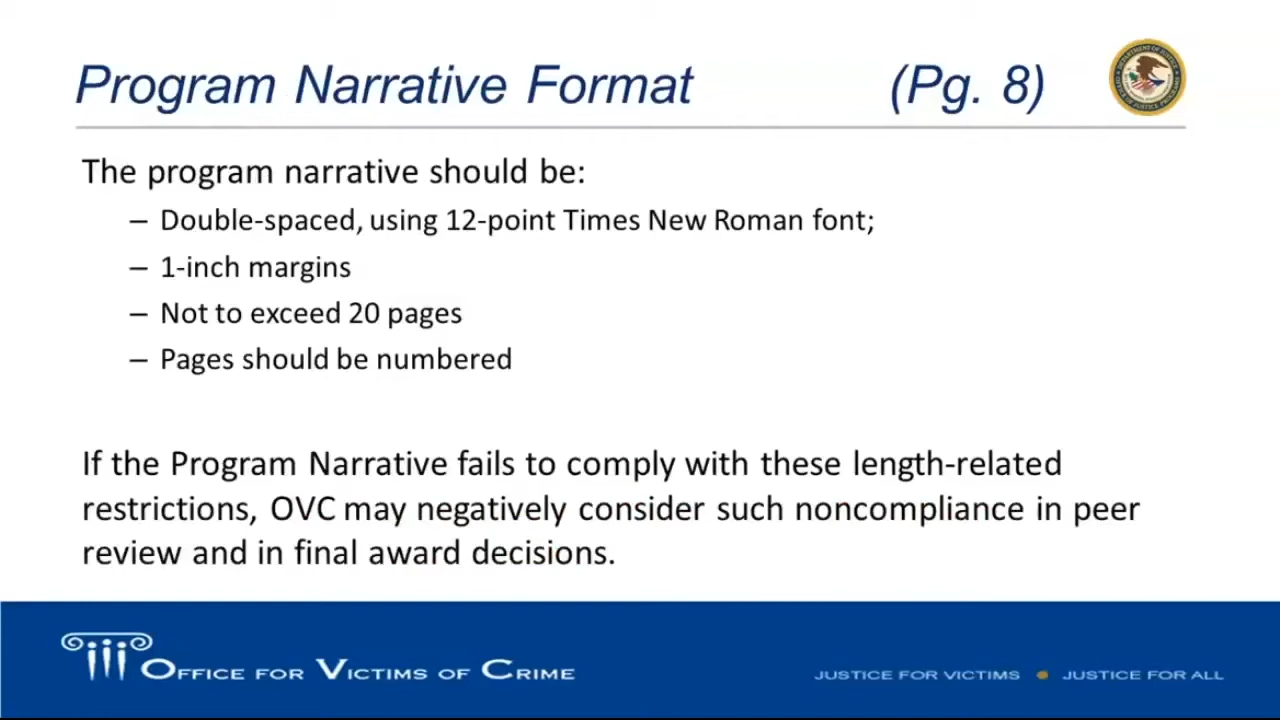 Program Narrative Format (Pg. 8)
The program narrative should be:
– Double-spaced, using 12-point Times New Roman font;
– 1-inch margins
– Not to exceed 20 pages
– Pages should be numbered
If the Program Narrative fails to comply with these length-related
restrictions, OVC may negatively consider such noncompliance in peer
review and in final award decisions.
OFFICE FOR VICTIMS OF CRIME
JUSTICE FOR VICTIMS ● JUSTICE FOR ALL